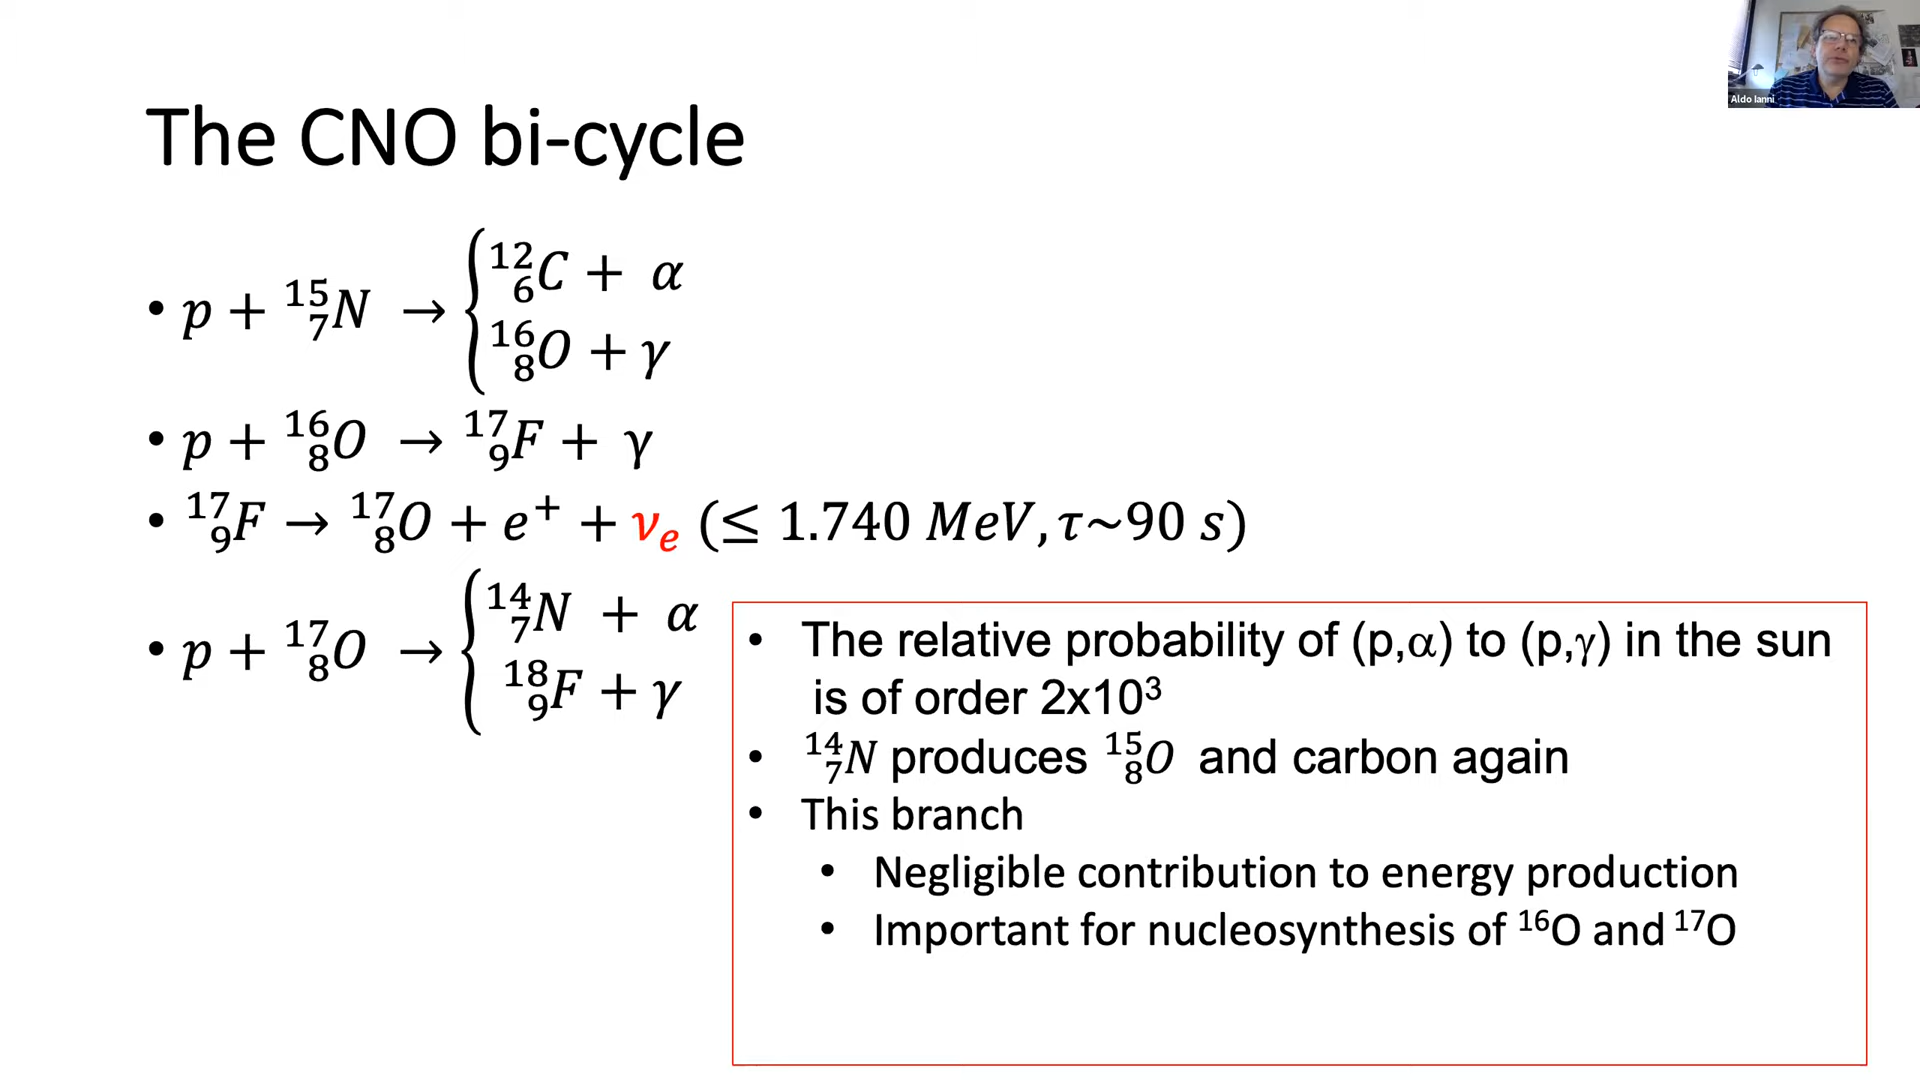 Aldo Ianni
The CNO bi-cycle
• p + ¹⁵₇N → { ¹²₆C + α
¹⁶₈O + γ
• p + ¹⁶₈O → ¹⁷₉F + γ
• ¹⁷₉F → ¹⁷₈O + e⁺ + νₑ (≤ 1.740 MeV, τ~90 s)
• p + ¹⁷₈O → { ¹⁴₇N + α
¹⁸₉F + γ
• The relative probability of (p,α) to (p,γ) in the sun
is of order 2x10³
• ¹⁴₇N produces ¹⁵₈O and carbon again
• This branch
• Negligible contribution to energy production
• Important for nucleosynthesis of ¹⁶O and ¹⁷O